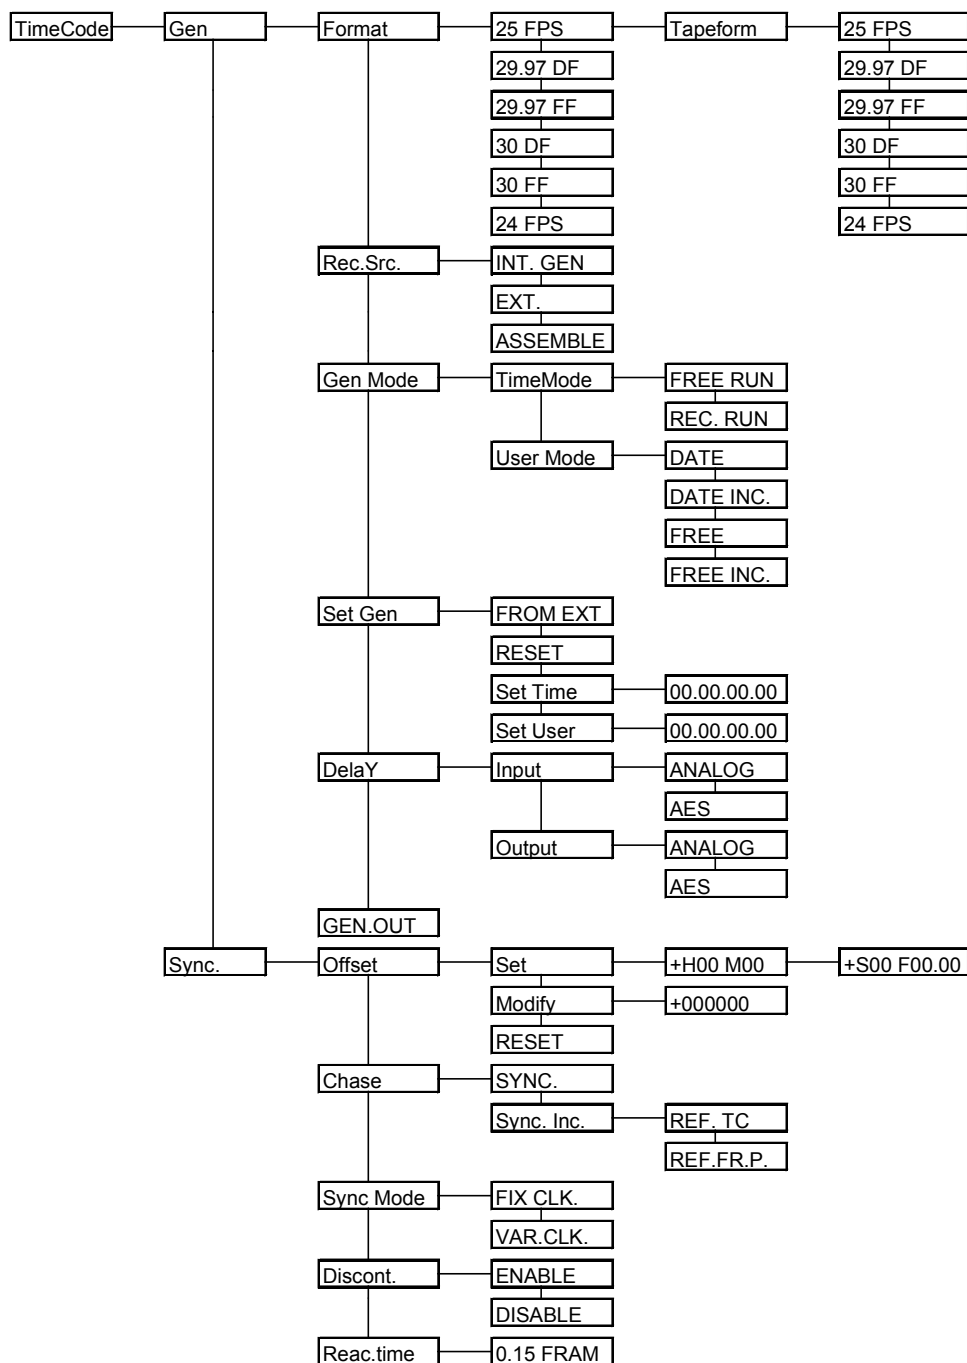 TimeCode Gen Format 25 FPS Tapeform 25 FPS
29.97 DF 29.97 DF
29.97 FF 29.97 FF
30 DF 30 DF
30 FF 30 FF
24 FPS 24 FPS
Rec.Src. INT. GEN
EXT.
ASSEMBLE
Gen Mode TimeMode FREE RUN
REC. RUN
User Mode DATE
DATE INC.
FREE
FREE INC.
Set Gen FROM EXT
RESET
Set Time 00.00.00.00
Set User 00.00.00.00
DelaY Input ANALOG
AES
Output ANALOG
AES
GEN.OUT
Sync. Offset Set +H00 M00 +S00 F00.00
Modify +000000
RESET
Chase SYNC.
Sync. Inc. REF. TC
REF.FR.P.
Sync Mode FIX CLK.
VAR.CLK.
Discont. ENABLE
DISABLE
Reac.time 0.15 FRAM